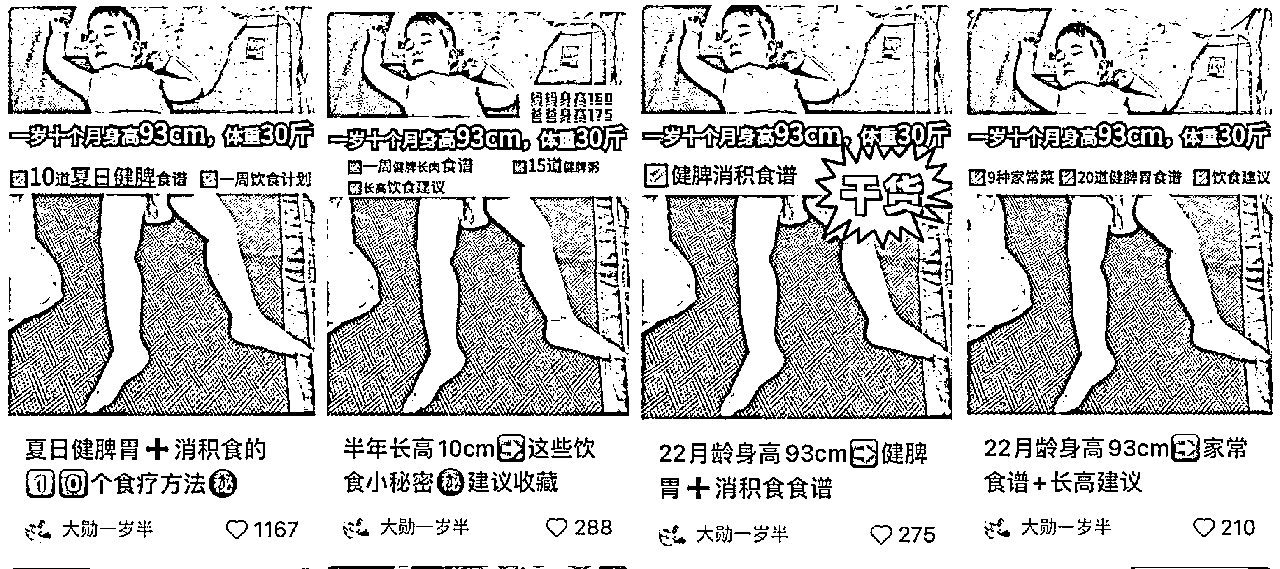 一岁十个月身高93cm，体重30斤
10道夏日健脾食谱 一周饮食计划
夏日健脾胃➕消积食的
1️⃣0️⃣个食疗方法㊙️
大勋一岁半 1167
妈妈身高160
爸爸身高175
一岁十个月身高93cm，体重30斤
一周健脾长肉食谱 15道健脾粥
长高饮食建议
半年长高10cm➡️这些饮
食小秘密㊙️建议收藏
大勋一岁半 288
一岁十个月身高93cm，体重30斤
健脾消积食谱
干货
22月龄身高93cm➡️健脾
胃➕消积食食谱
大勋一岁半 275
一岁十个月身高93cm，体重30斤
9种家常菜 20道健脾胃食谱 饮食建议
22月龄身高93cm➡️家常
食谱+长高建议
大勋一岁半 210